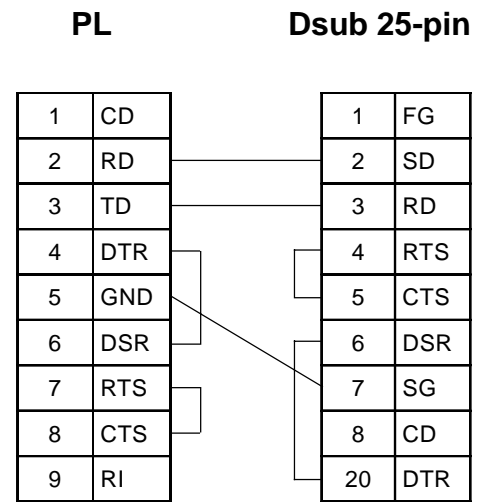 PL Dsub 25-pin
1 CD 1 FG
2 RD 2 SD
3 TD 3 RD
4 DTR 4 RTS
5 GND 5 CTS
6 DSR 6 DSR
7 RTS 7 SG
8 CTS 8 CD
9 RI 20 DTR